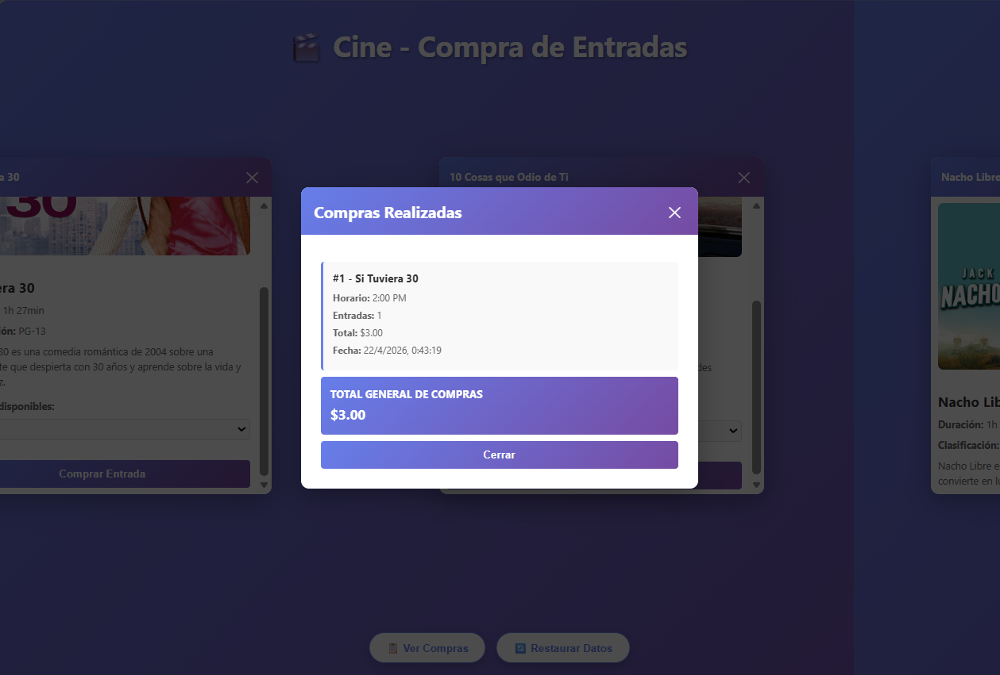 Cine - Compra de Entradas
a 30
10 Cosas que Odio de Ti
Nacho Libre
Compras Realizadas
#1 - Si Tuviera 30
Horario: 2:00 PM
Entradas: 1
Total: $3.00
Fecha: 22/4/2026, 0:43:19
TOTAL GENERAL DE COMPRAS
$3.00
Cerrar
30
era 30
1h 27min
ión: PG-13
30 es una comedia romántica de 2004 sobre una
te que despierta con 30 años y aprende sobre la vida y
z.
disponibles:
Comprar Entrada
des
JACK
NACHO
Nacho Lib
Duración: 1h
Clasificación:
Nacho Libre e
convierte en lu
Ver Compras
Restaurar Datos